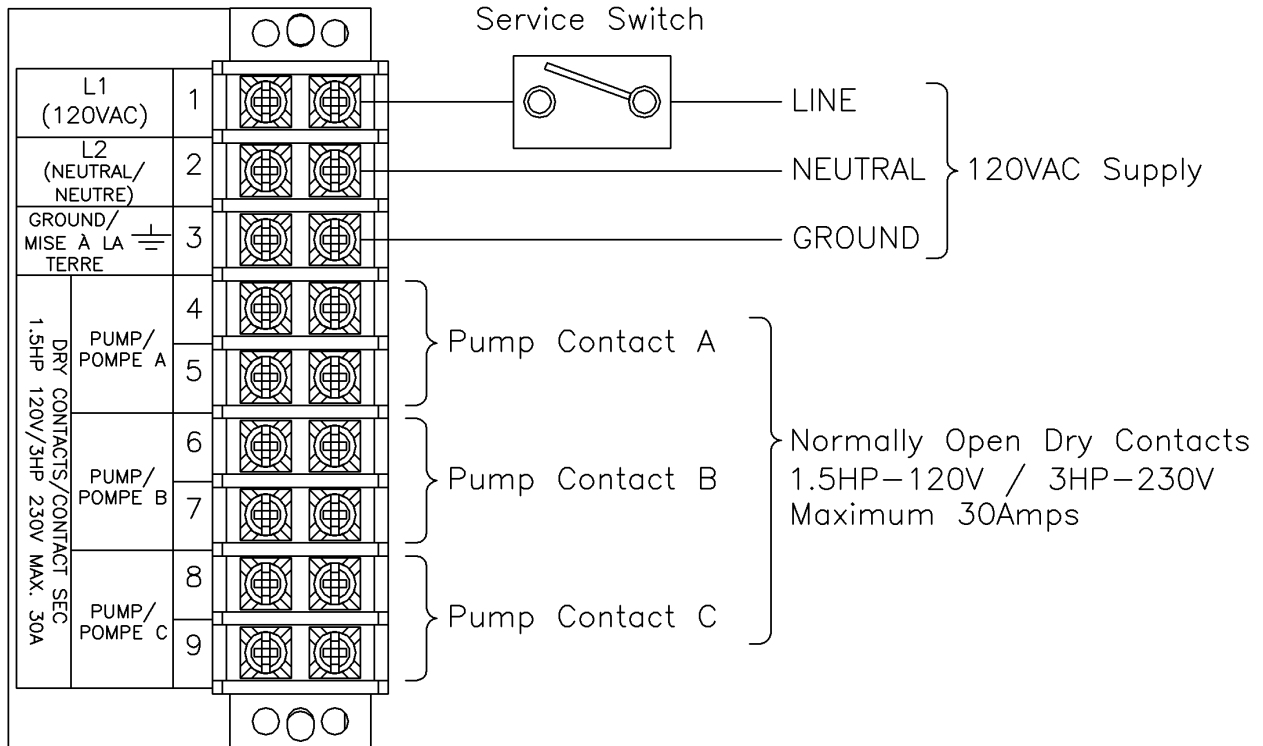 Service Switch
L1
(120VAC)
1
LINE
L2
(NEUTRAL/
NEUTRE)
2
NEUTRAL
120VAC Supply
GROUND/
MISE À LA
TERRE
3
GROUND
DRY CONTACTS/CONTACT SEC
1.5HP 120V/3HP 230V MAX. 30A
PUMP/
POMPE A
4
5
Pump Contact A
PUMP/
POMPE B
6
7
Pump Contact B
Normally Open Dry Contacts
1.5HP-120V / 3HP-230V
Maximum 30Amps
PUMP/
POMPE C
8
9
Pump Contact C